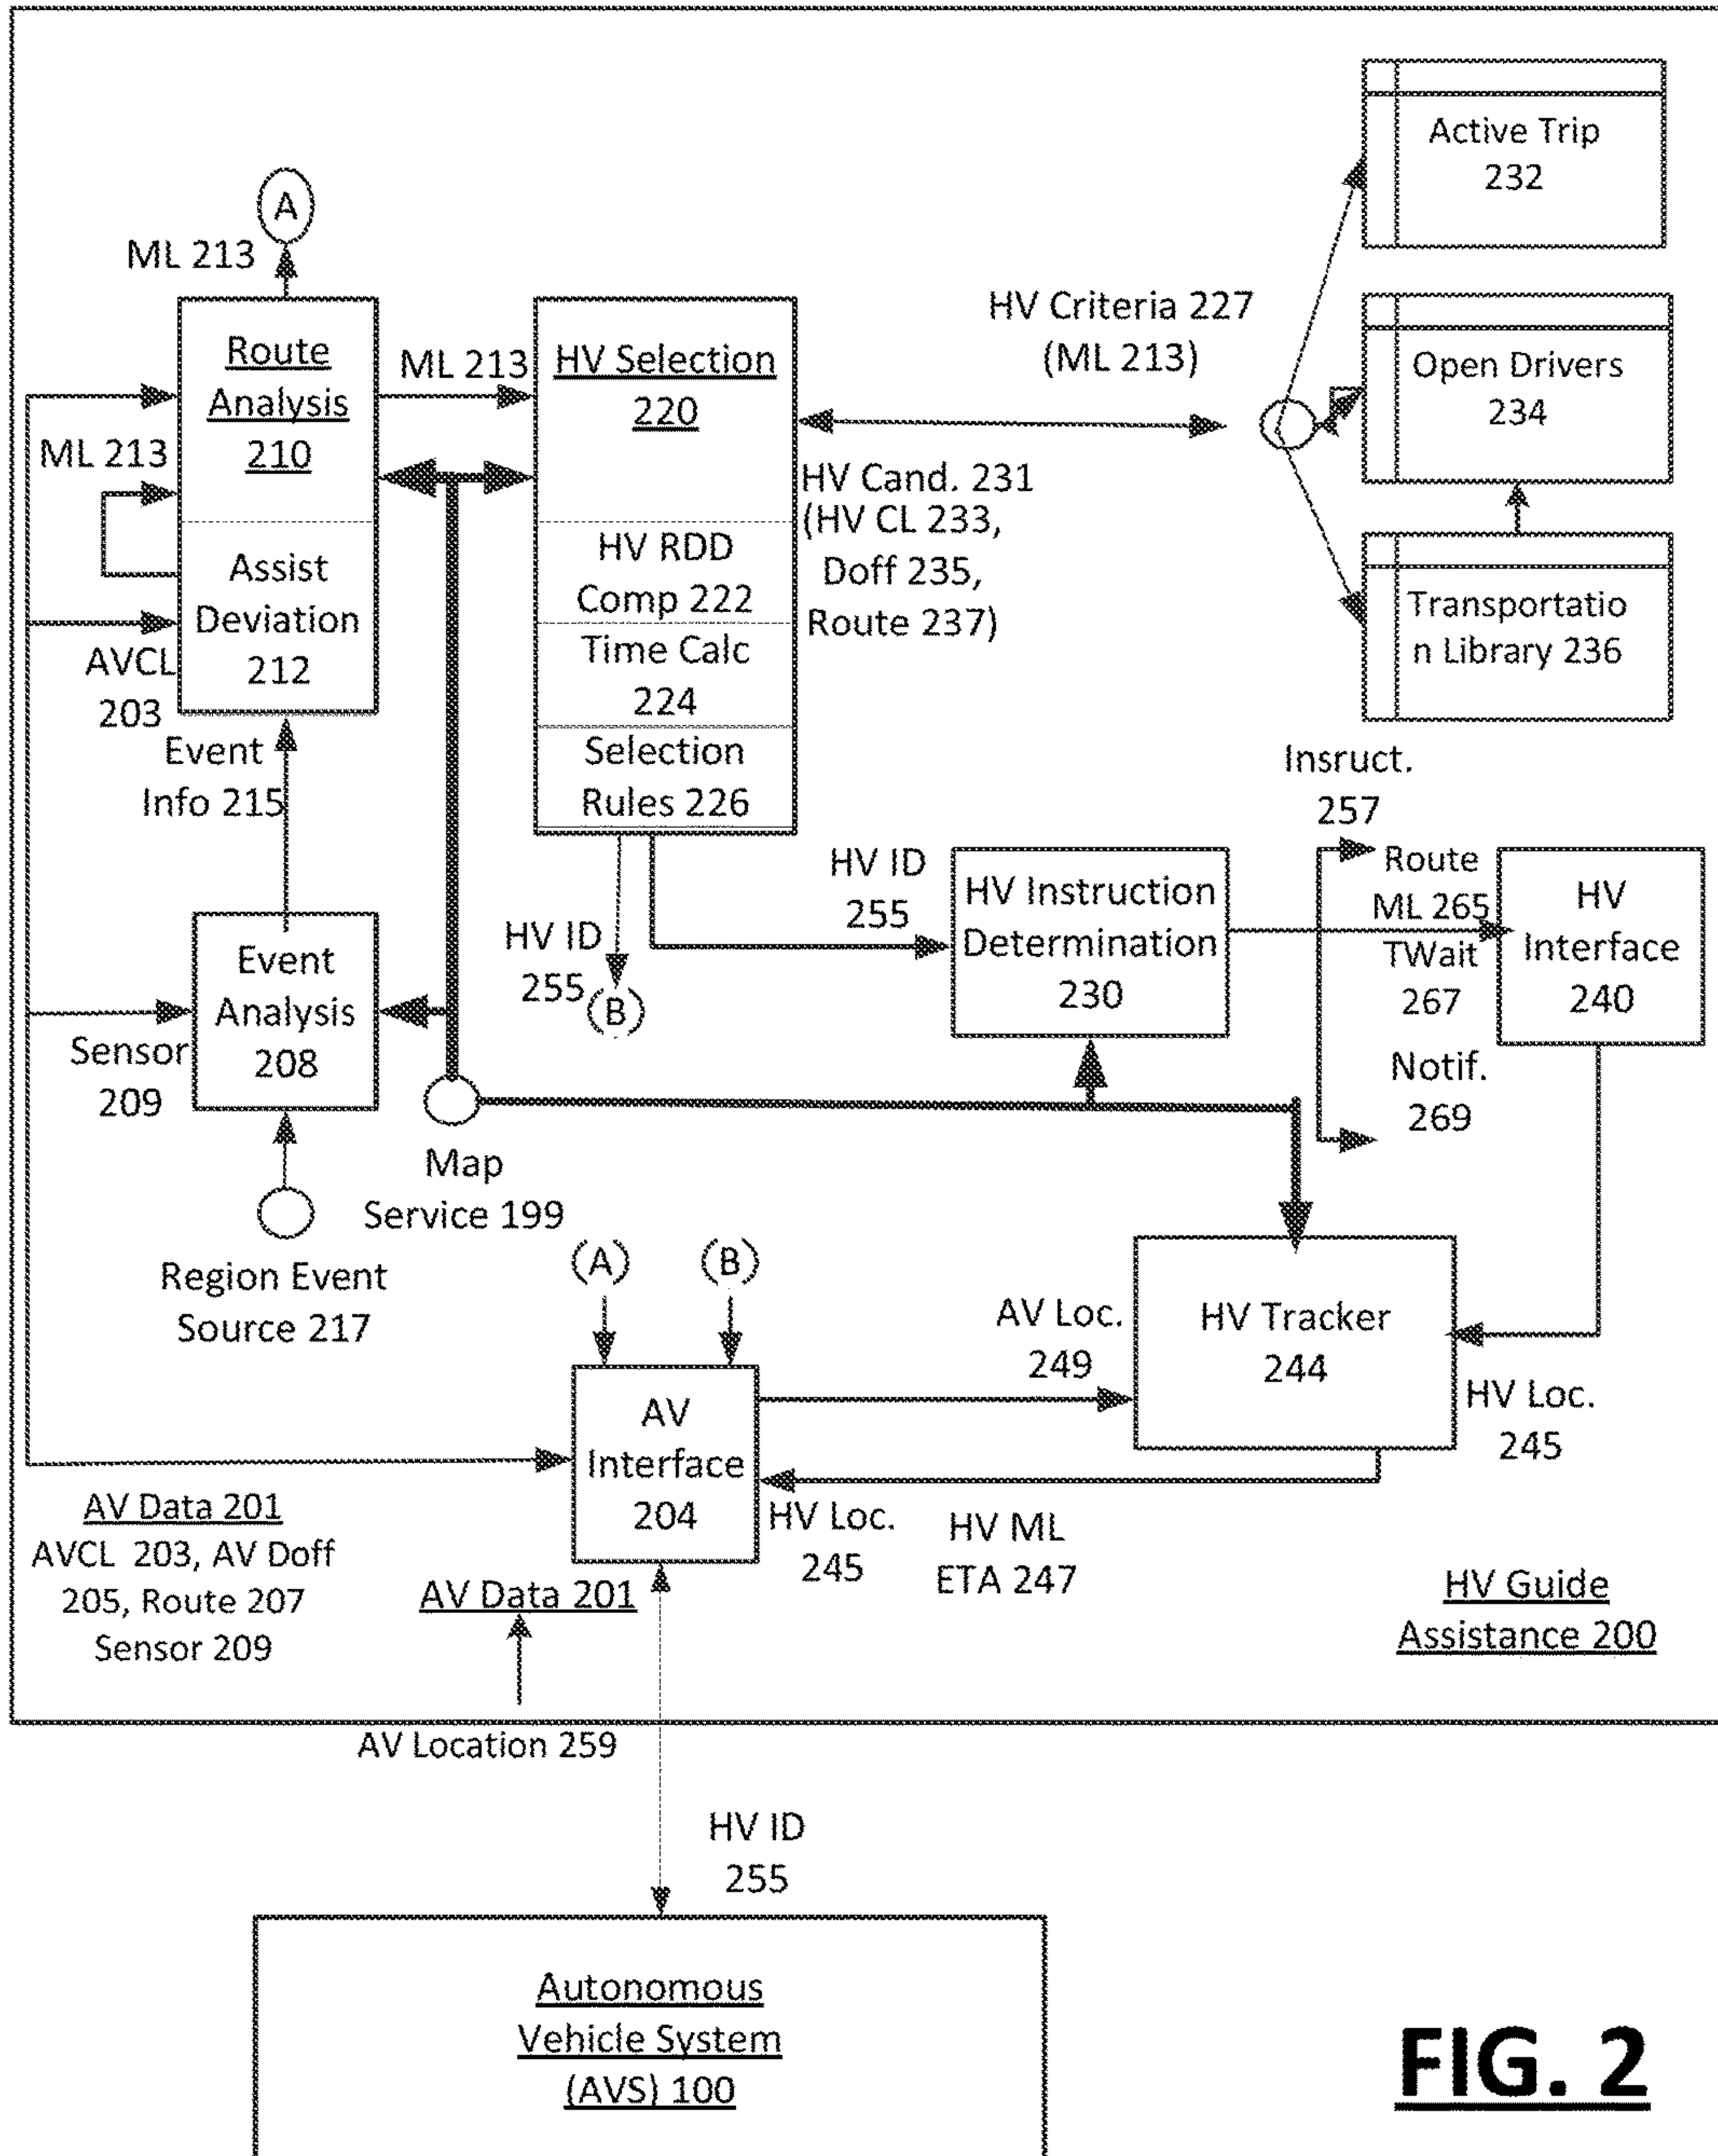 Active Trip
232
A
ML 213
HV Criteria 227
(ML 213)
Route
Analysis
210
ML 213
HV Selection
220
Open Drivers
234
ML 213
HV Cand. 231
(HV CL 233,
Doff 235,
Route 237)
Assist
Deviation
212
HV RDD
Comp 222
Time Calc
224
Selection
Rules 226
Transportatio
n Library 236
AVCL
203
Event
Info 215
Insruct.
257
HV ID
255
HV Instruction
Determination
230
Route
ML 265
TWait
267
HV
Interface
240
HV ID
255
(B)
Event
Analysis
208
Sensor
209
Notif.
269
Map
Service 199
Region Event
Source 217
(A)
(B)
AV Loc.
249
HV Tracker
244
HV Loc.
245
AV
Interface
204
AV Data 201
AVCL 203, AV Doff
205, Route 207
Sensor 209
HV Loc.
245
HV ML
ETA 247
AV Data 201
HV Guide
Assistance 200
AV Location 259
HV ID
255
Autonomous
Vehicle System
(AVS) 100
FIG. 2